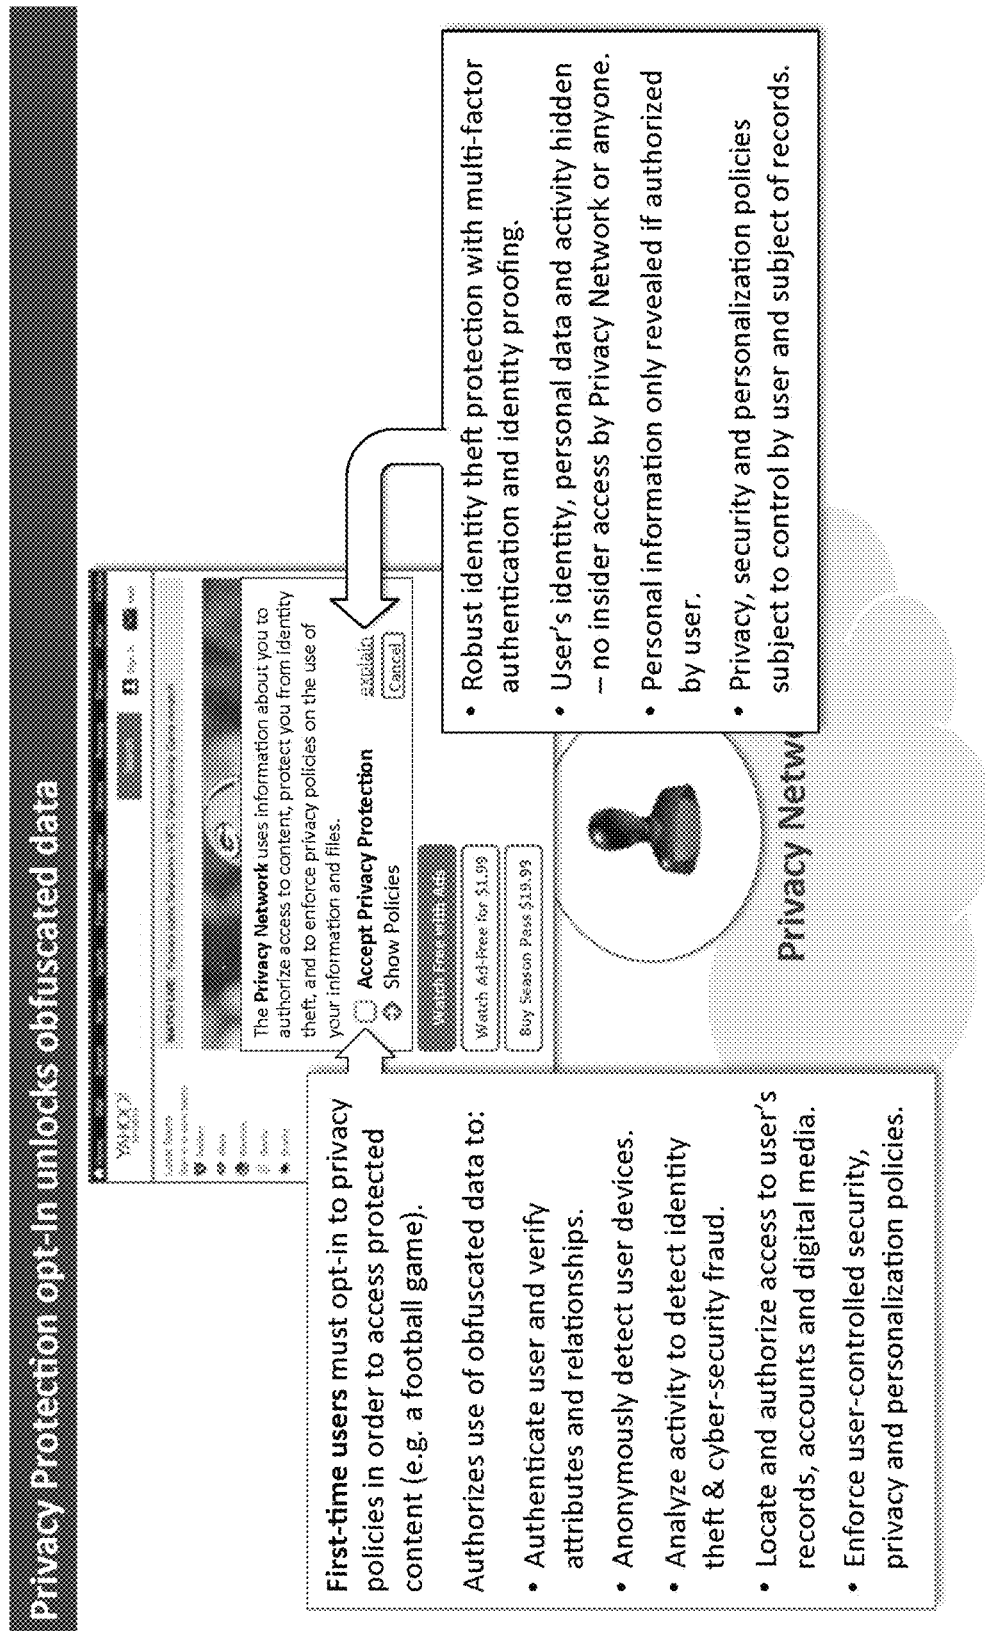 Privacy Protection opt-in unlocks obfuscated data
YAHOO!
The Privacy Network uses information about you to
authorize access to content, protect you from identity
theft, and to enforce privacy policies on the use of
your information and files.
Accept Privacy Protection
explain
Show Policies
Cancel
Watch Free with Ads
Watch Ad-Free for $1.99
Buy Season Pass $19.99
First-time users must opt-in to privacy
policies in order to access protected
content (e.g. a football game).
Authorizes use of obfuscated data to:
• Authenticate user and verify
attributes and relationships.
• Anonymously detect user devices.
• Analyze activity to detect identity
theft & cyber-security fraud.
• Locate and authorize access to user's
records, accounts and digital media.
• Enforce user-controlled security,
privacy and personalization policies.
• Robust identity theft protection with multi-factor
authentication and identity proofing.
• User's identity, personal data and activity hidden
– no insider access by Privacy Network or anyone.
• Personal information only revealed if authorized
by user.
• Privacy, security and personalization policies
subject to control by user and subject of records.
Privacy Netwo